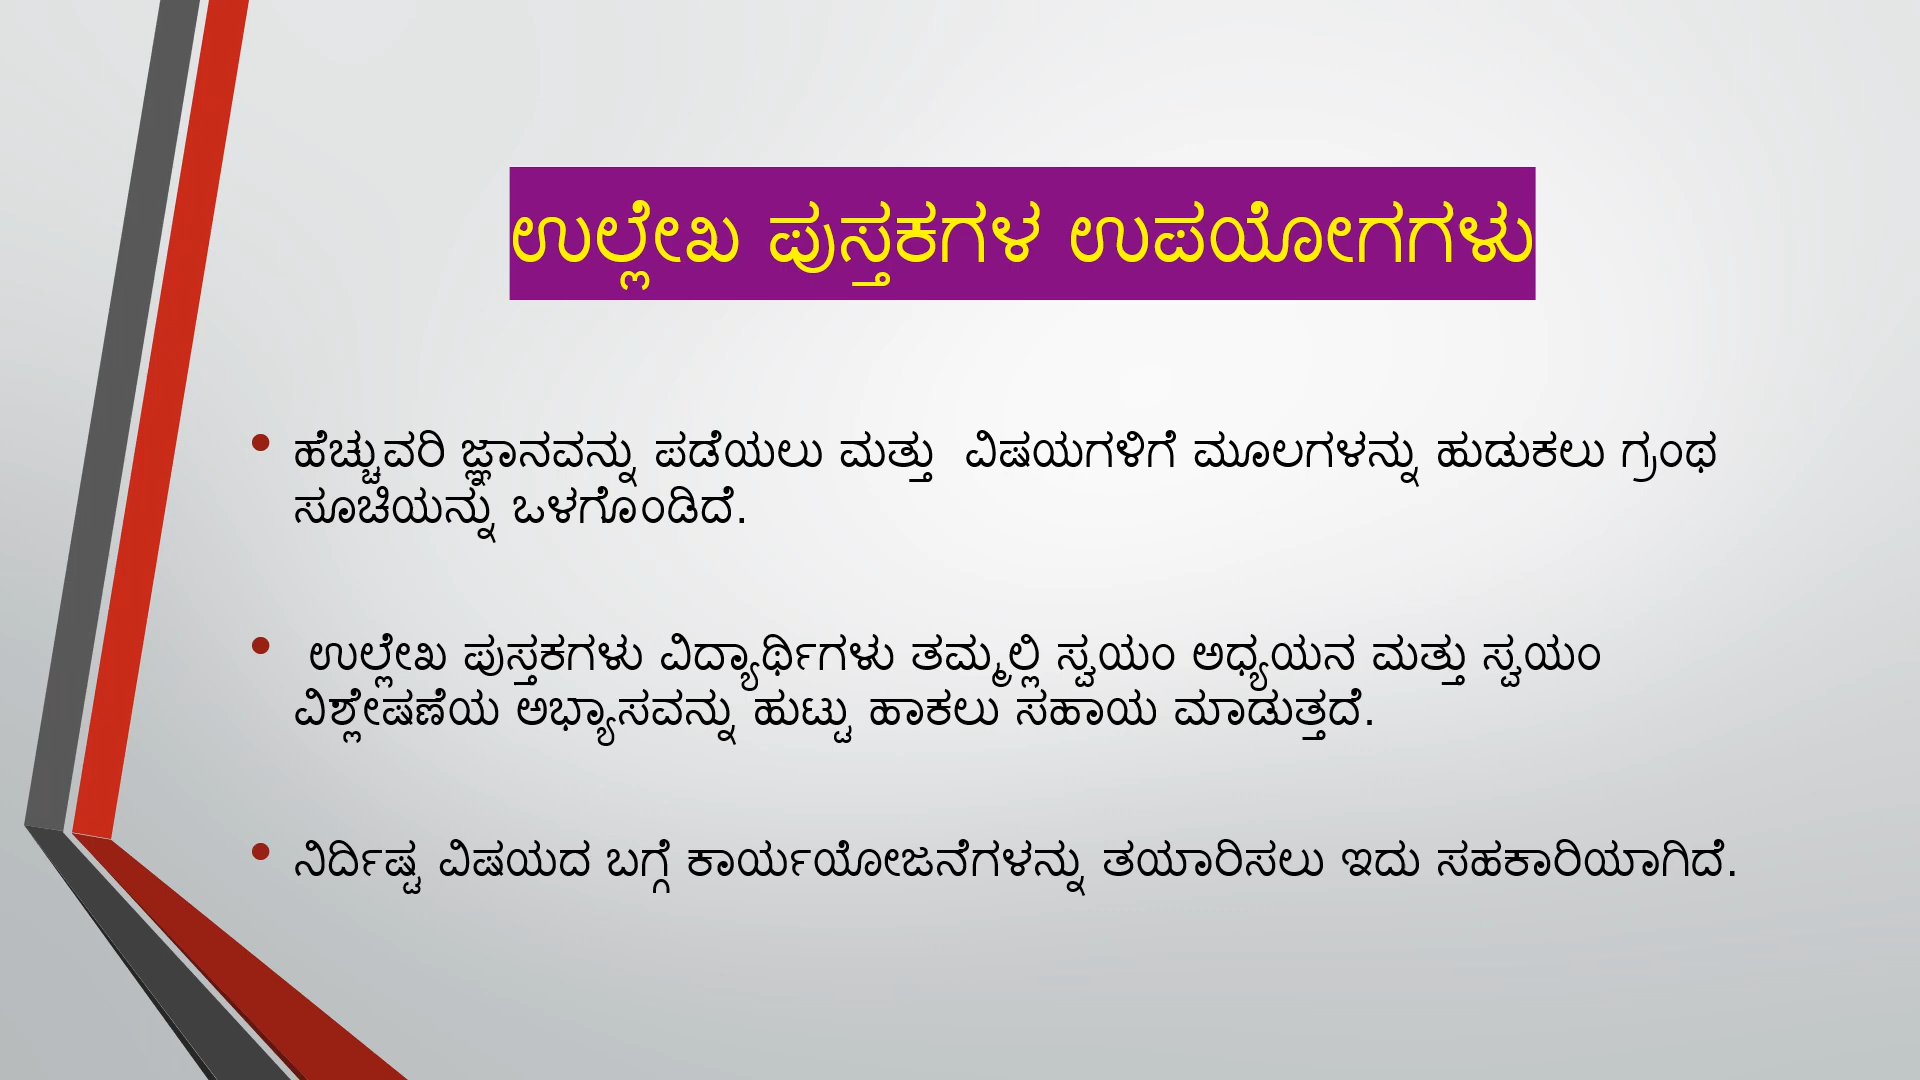 ಉಲ್ಲೇಖ ಪುಸ್ತಕಗಳ ಉಪಯೋಗಗಳು
• ಹೆಚ್ಚುವರಿ ಜ್ಞಾನವನ್ನು ಪಡೆಯಲು ಮತ್ತು ವಿಷಯಗಳಿಗೆ ಮೂಲಗಳನ್ನು ಹುಡುಕಲು ಗ್ರಂಥ
ಸೂಚಿಯನ್ನು ಒಳಗೊಂಡಿದೆ.
• ಉಲ್ಲೇಖ ಪುಸ್ತಕಗಳು ವಿದ್ಯಾರ್ಥಿಗಳು ತಮ್ಮಲ್ಲಿ ಸ್ವಯಂ ಅಧ್ಯಯನ ಮತ್ತು ಸ್ವಯಂ
ವಿಶ್ಲೇಷಣೆಯ ಅಭ್ಯಾಸವನ್ನು ಹುಟ್ಟು ಹಾಕಲು ಸಹಾಯ ಮಾಡುತ್ತದೆ.
• ನಿರ್ದಿಷ್ಟ ವಿಷಯದ ಬಗ್ಗೆ ಕಾರ್ಯಯೋಜನೆಗಳನ್ನು ತಯಾರಿಸಲು ಇದು ಸಹಕಾರಿಯಾಗಿದೆ.